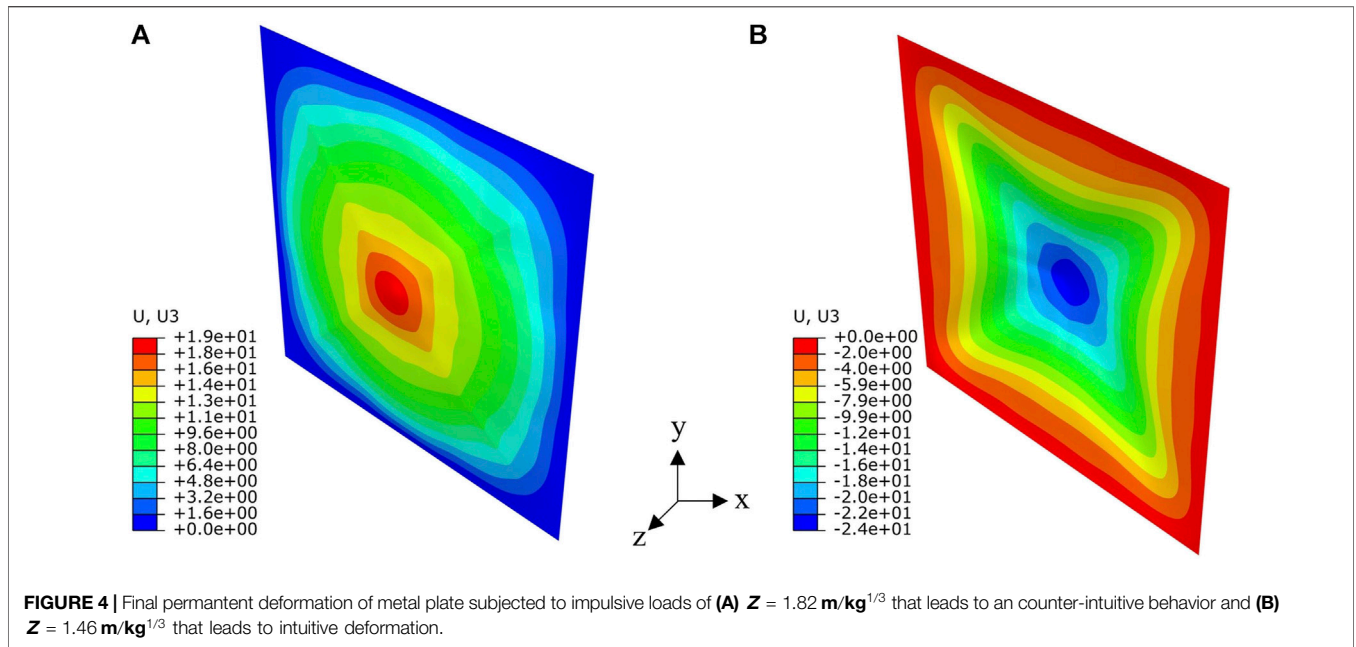 A
B
U, U3
+1.9e+01
+1.8e+01
+1.6e+01
+1.4e+01
+1.3e+01
+1.1e+01
+9.6e+00
+8.0e+00
+6.4e+00
+4.8e+00
+3.2e+00
+1.6e+00
+0.0e+00
y
x
z
U, U3
+0.0e+00
-2.0e+00
-4.0e+00
-5.9e+00
-7.9e+00
-9.9e+00
-1.2e+01
-1.4e+01
-1.6e+01
-1.8e+01
-2.0e+01
-2.2e+01
-2.4e+01
FIGURE 4 | Final permantent deformation of metal plate subjected to impulsive loads of (A) Z = 1.82 m/kg^1/3 that leads to an counter-intuitive behavior and (B)
Z = 1.46 m/kg^1/3 that leads to intuitive deformation.